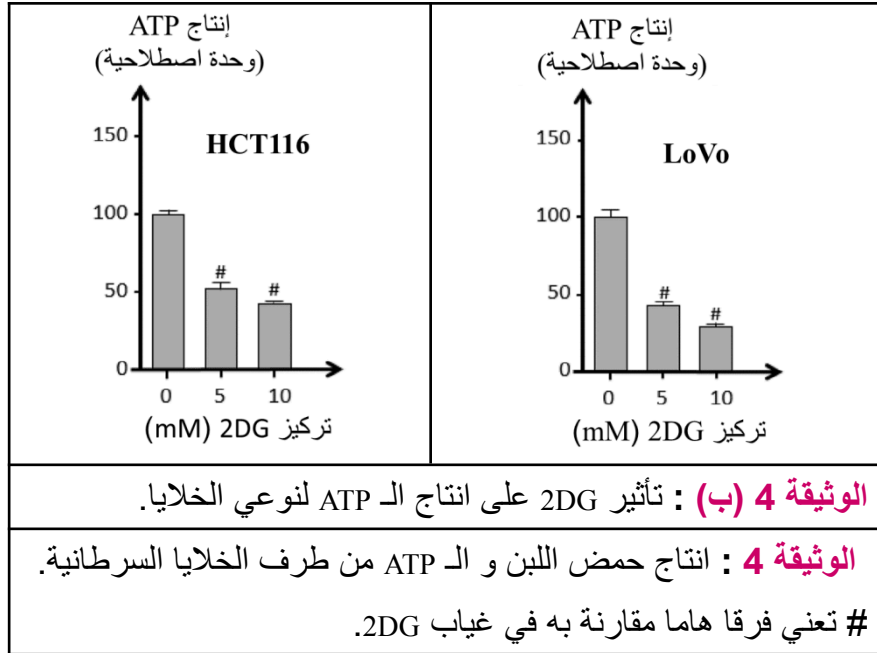 إنتاج ATP
(وحدة اصطلاحية)
150
HCT116
100
#
#
50
0
0 5 10
تركيز 2DG (mM)
إنتاج ATP
(وحدة اصطلاحية)
150
LoVo
100
#
#
50
0
0 5 10
تركيز 2DG (mM)
الوثيقة 4 (ب) : تأثير 2DG على انتاج الـ ATP لنوعي الخلايا.
الوثيقة 4 : انتاج حمض اللبن و الـ ATP من طرف الخلايا السرطانية.
# تعني فرقا هاما مقارنة به في غياب 2DG.